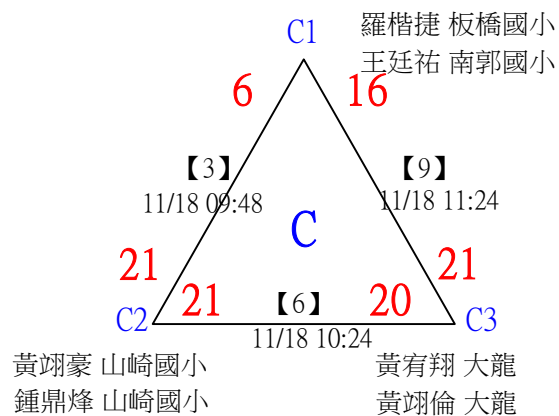 C1
羅楷捷 板橋國小
王廷祐 南郭國小
6
16
【3】
11/18 09:48
【9】
11/18 11:24
C
21
21
C2
21
【6】
20
C3
11/18 10:24
黃翊豪 山崎國小
鍾鼎烽 山崎國小
黃宥翔 大龍
黃翊倫 大龍